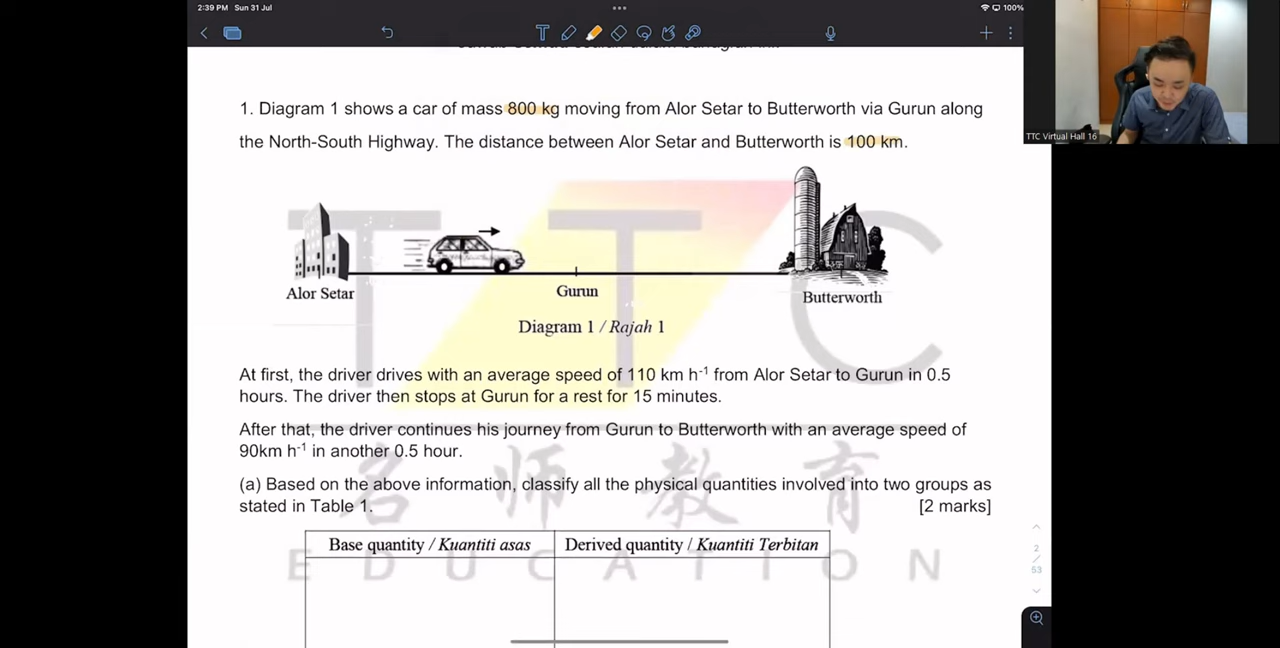 2:39 PM Sun 31 Jul
100%
1. Diagram 1 shows a car of mass 800 kg moving from Alor Setar to Butterworth via Gurun along
the North-South Highway. The distance between Alor Setar and Butterworth is 100 km.
TTC Virtual Hall 16
TTC
Alor Setar
Gurun
Butterworth
Diagram 1 / Rajah 1
At first, the driver drives with an average speed of 110 km h⁻¹ from Alor Setar to Gurun in 0.5
hours. The driver then stops at Gurun for a rest for 15 minutes.
After that, the driver continues his journey from Gurun to Butterworth with an average speed of
90km h⁻¹ in another 0.5 hour.
名师教育
(a) Based on the above information, classify all the physical quantities involved into two groups as
stated in Table 1. [2 marks]
Base quantity / Kuantiti asas Derived quantity / Kuantiti Terbitan
EDUCATION
2
/
53